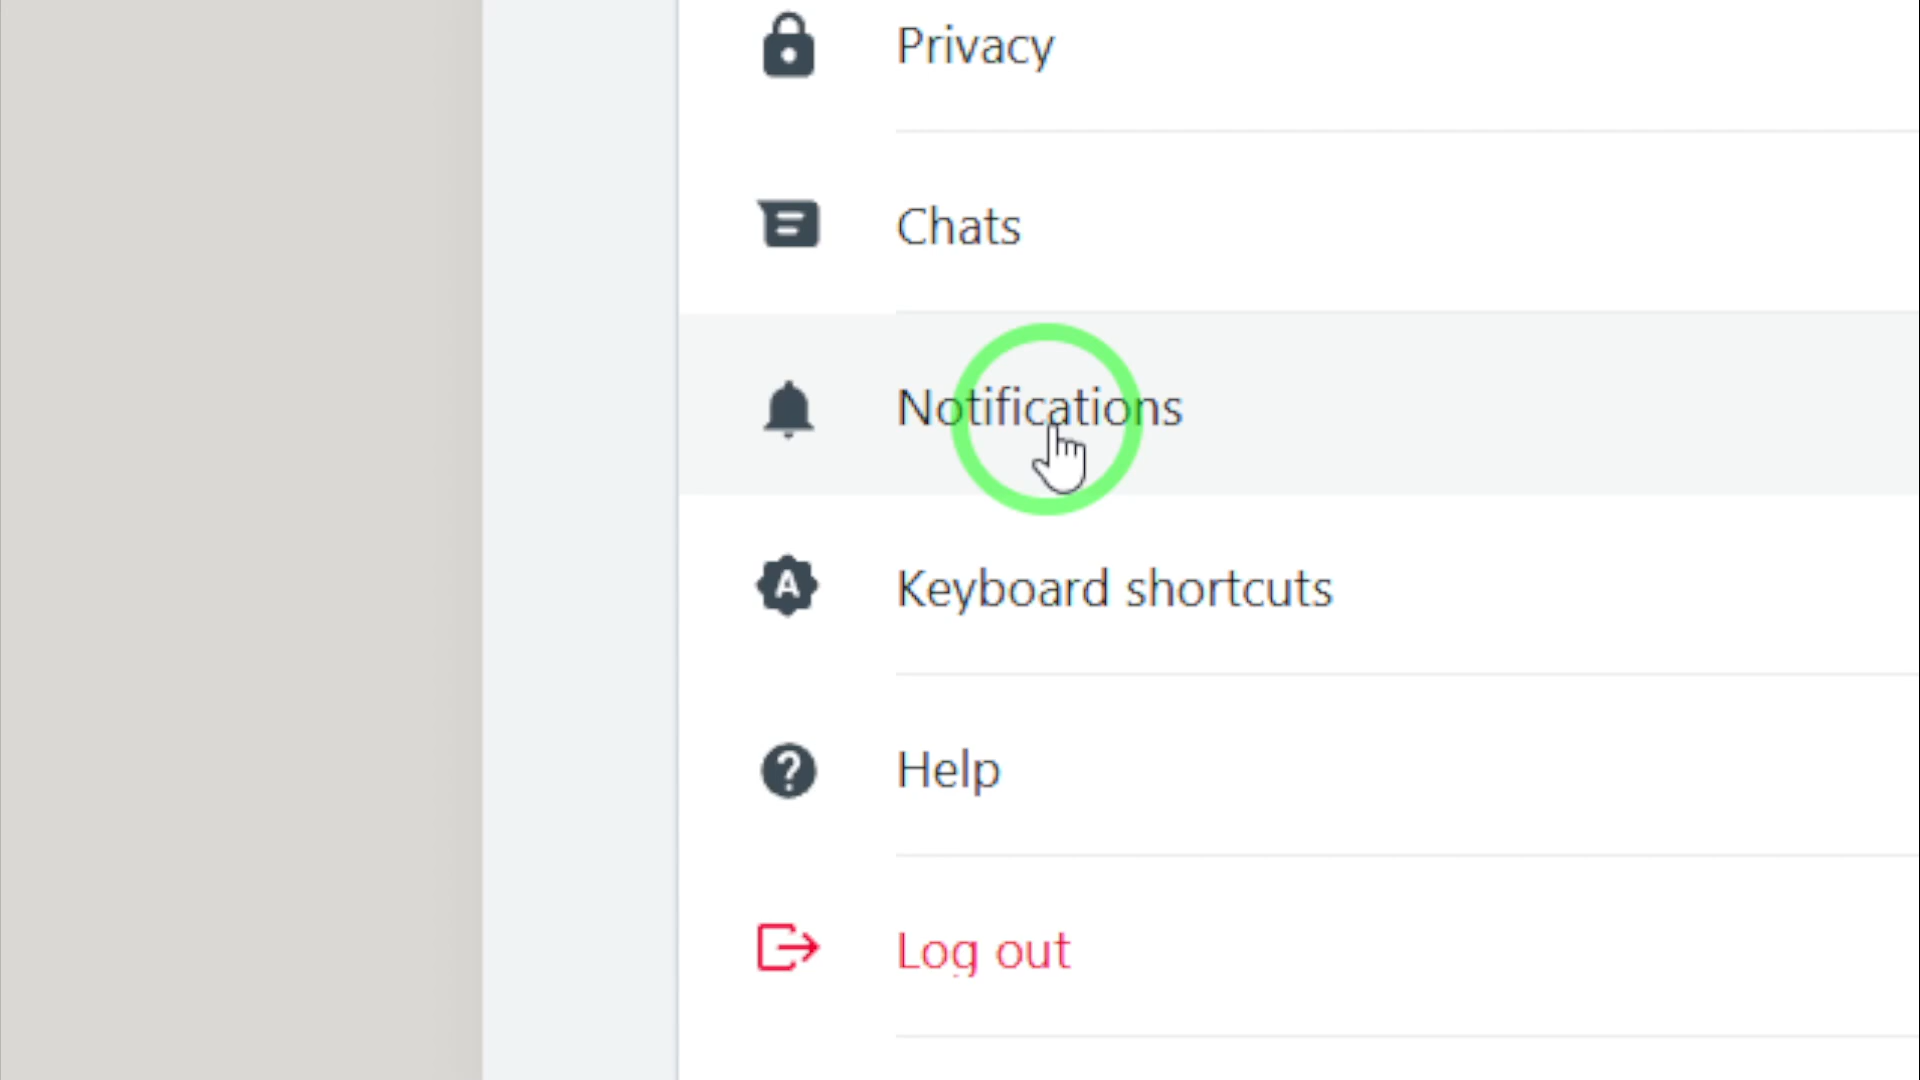 Privacy
Chats
Notifications
Keyboard shortcuts
Help
Log out